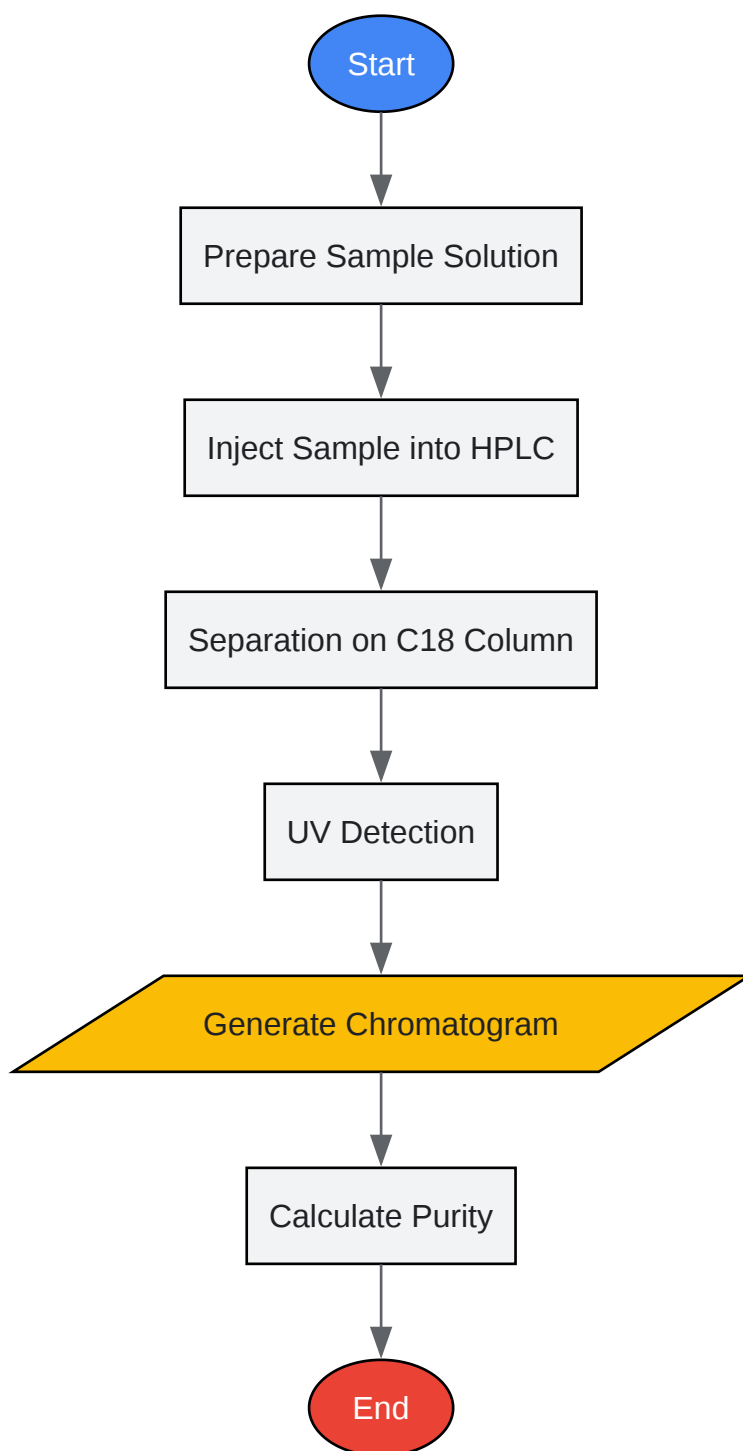 Start
Prepare Sample Solution
Inject Sample into HPLC
Separation on C18 Column
UV Detection
Generate Chromatogram
Calculate Purity
End